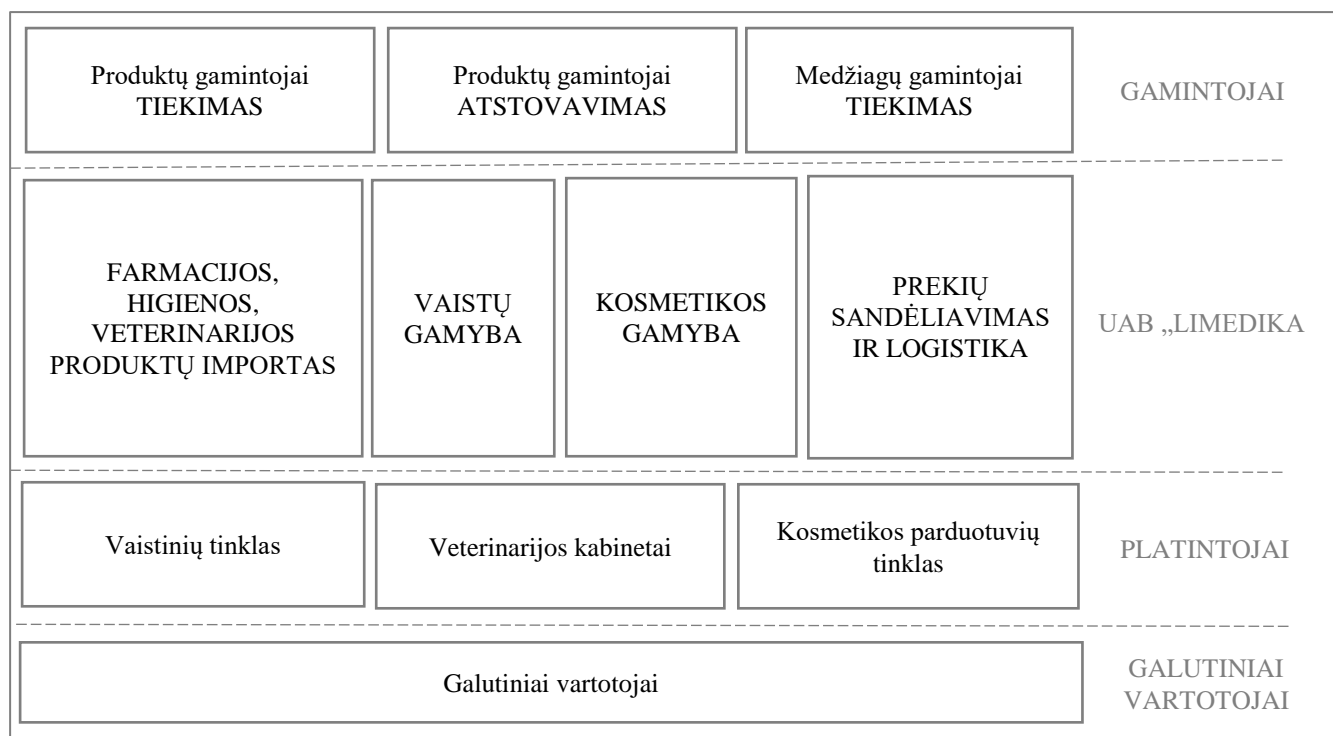 Produktų gamintojai
TIEKIMAS
Produktų gamintojai
ATSTOVAVIMAS
Medžiagų gamintojai
TIEKIMAS
GAMINTOJAI
FARMACIJOS,
HIGIENOS,
VETERINARIJOS
PRODUKTŲ IMPORTAS
VAISTŲ
GAMYBA
KOSMETIKOS
GAMYBA
PREKIŲ
SANDĖLIAVIMAS
IR LOGISTIKA
UAB „LIMEDIKA
Vaistinių tinklas
Veterinarijos kabinetai
Kosmetikos parduotuvių
tinklas
PLATINTOJAI
Galutiniai vartotojai
GALUTINIAI
VARTOTOJAI